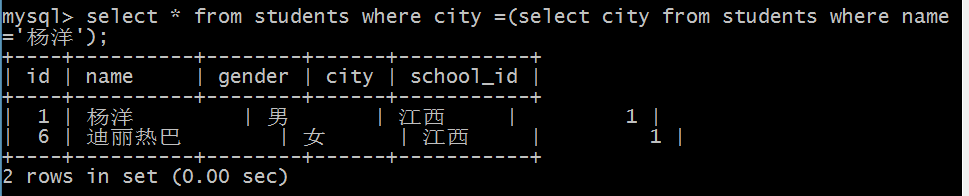 mysql> select * from students where city =(select city from students where name
='杨洋');
+----+----------+--------+------+-----------+
| id | name     | gender | city | school_id |
+----+----------+--------+------+-----------+
|  1 | 杨洋         | 男      | 江西     |         1 |
|  6 | 迪丽热巴        | 女      | 江西     |         1 |
+----+----------+--------+------+-----------+
2 rows in set (0.00 sec)